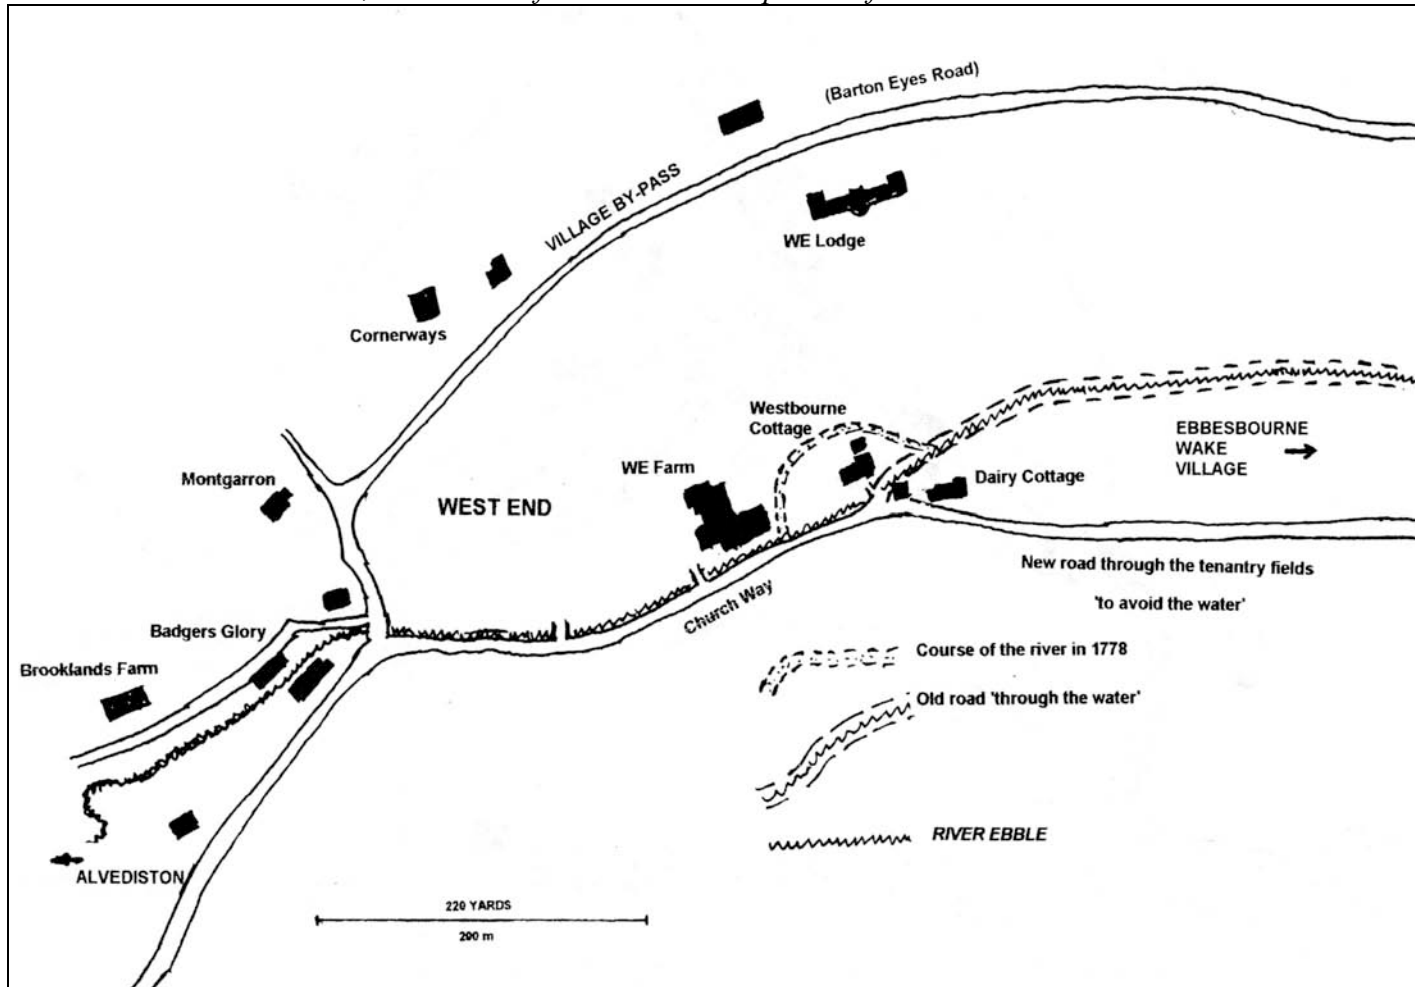 (Barton Eyes Road)
VILLAGE BY-PASS
WE Lodge
Cornerways
Westbourne
Cottage
EBBESBOURNE
WAKE
VILLAGE
WE Farm
Montgarron
Dairy Cottage
WEST END
New road through the tenantry fields
'to avoid the water'
Church Way
Badgers Glory
Brooklands Farm
Course of the river in 1778
Old road 'through the water'
RIVER EBBLE
ALVEDISTON
220 YARDS
200 m